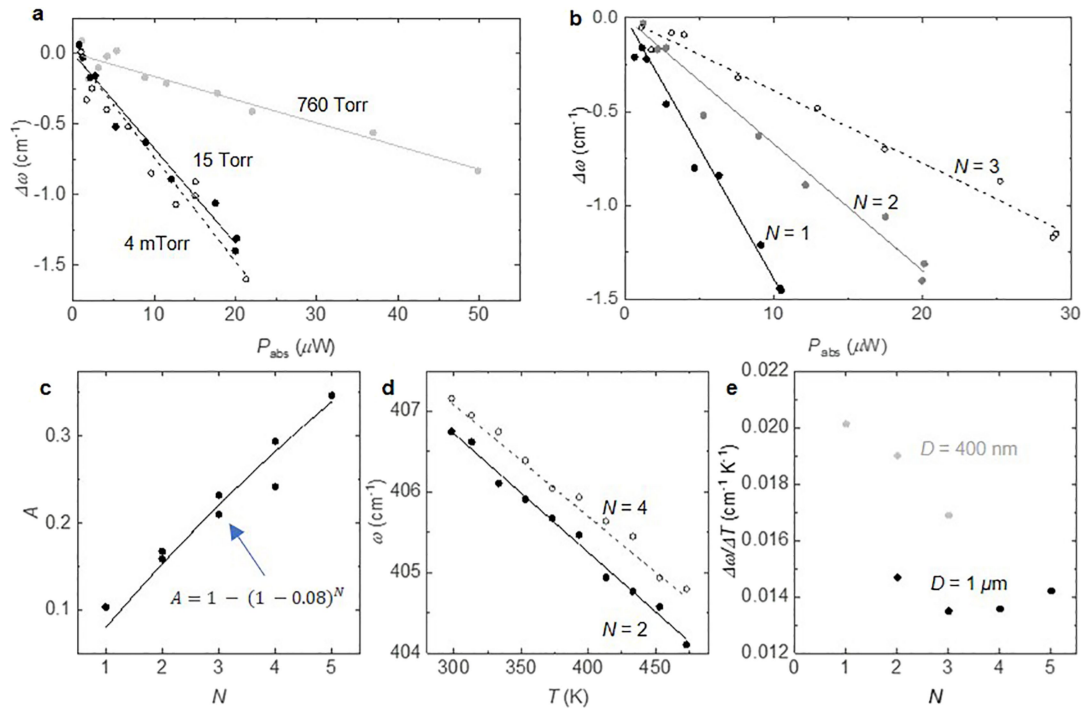 a
0.0
-0.5
-1.0
-1.5
Δω (cm⁻¹)
760 Torr
15 Torr
4 mTorr
0 10 20 30 40 50
P_abs (μW)
b
0.0
-0.5
-1.0
-1.5
Δω (cm⁻¹)
N = 3
N = 2
N = 1
0 10 20 30
P_abs (μW)
c
0.3
0.2
0.1
A
A = 1 − (1 − 0.08)^N
1 2 3 4 5
N
d
407
406
405
404
ω (cm⁻¹)
N = 4
N = 2
300 350 400 450
T (K)
e
0.022
0.020
0.018
0.016
0.014
0.012
Δω/ΔT (cm⁻¹ K⁻¹)
D = 400 nm
D = 1 μm
0 1 2 3 4 5
N